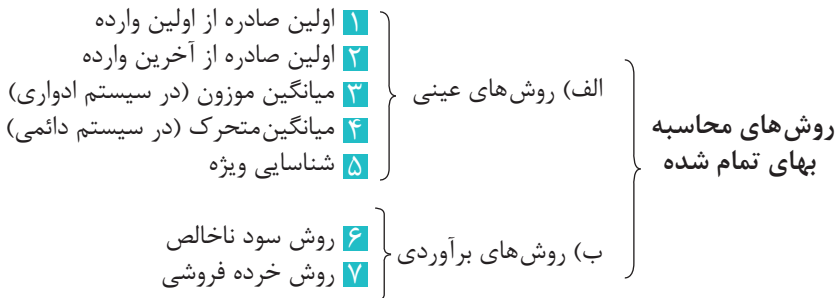 روش‌های محاسبه
بهای تمام شده
الف) روش‌های عینی
۱ اولین صادره از اولین وارده
۲ اولین صادره از آخرین وارده
۳ میانگین موزون (در سیستم ادواری)
۴ میانگین‌متحرک (در سیستم دائمی)
۵ شناسایی ویژه
ب) روش‌های برآوردی
۶ روش سود ناخالص
۷ روش خرده فروشی